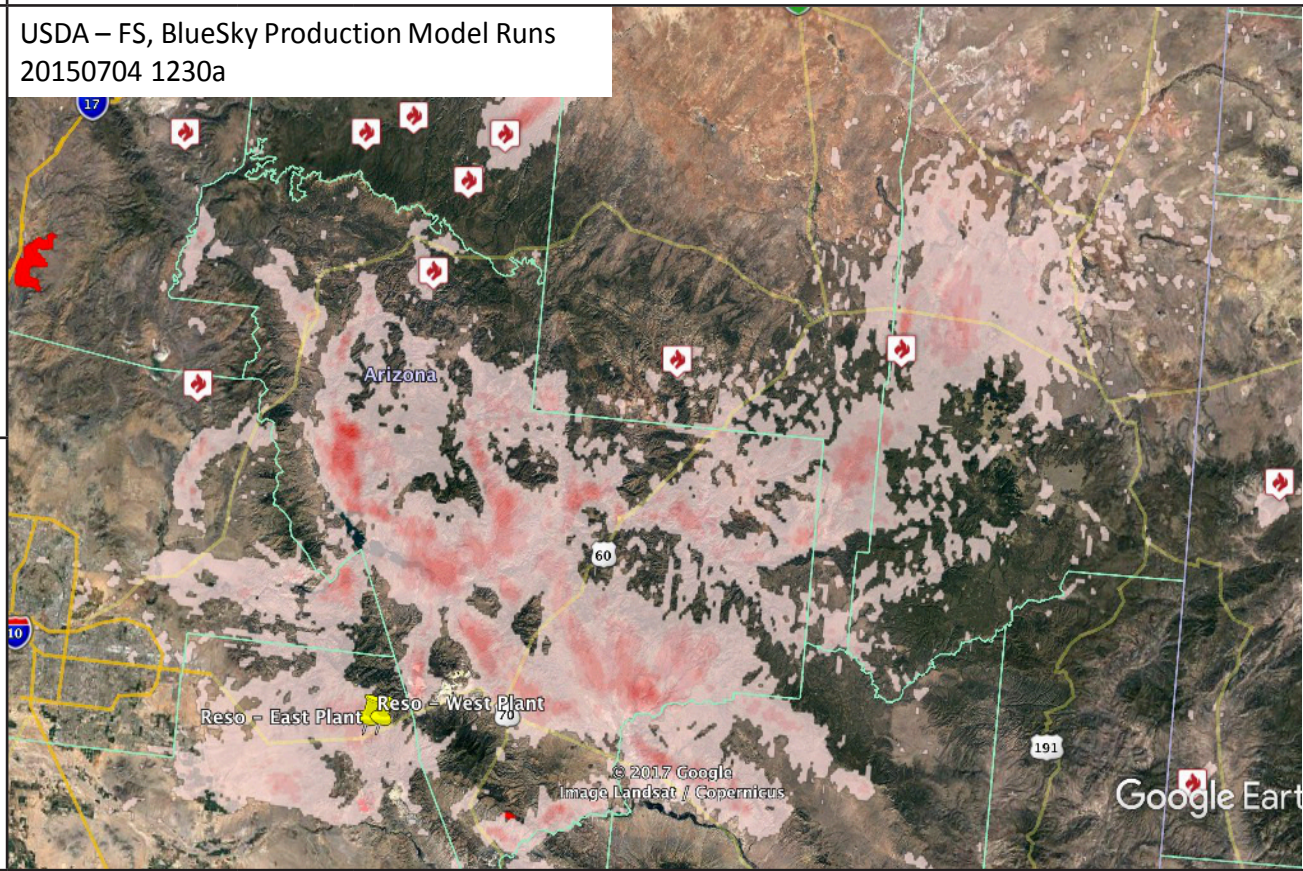 USDA – FS, BlueSky Production Model Runs
20150704 1230a
17
Arizona
60
10
Reso - West Plant
Reso - East Plant
70
191
© 2017 Google
Image Landsat / Copernicus
Google Eart